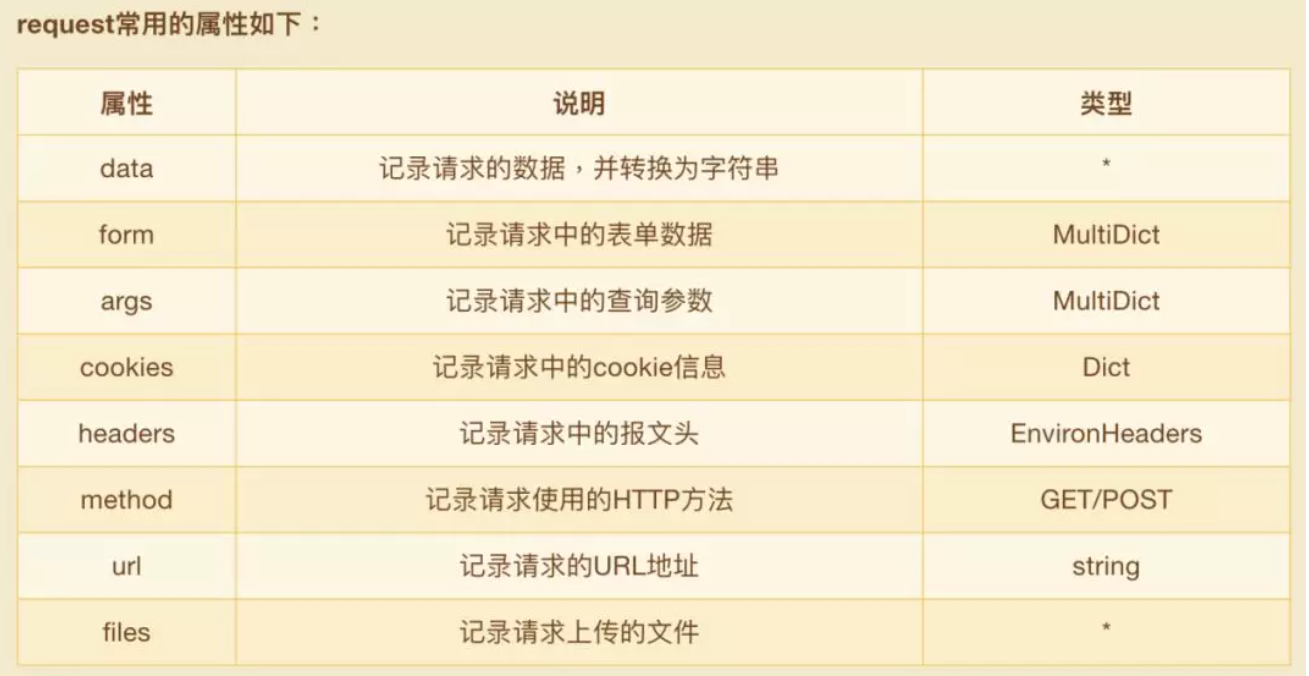 request常用的属性如下：
属性 说明 类型
data 记录请求的数据，并转换为字符串 *
form 记录请求中的表单数据 MultiDict
args 记录请求中的查询参数 MultiDict
cookies 记录请求中的cookie信息 Dict
headers 记录请求中的报文头 EnvironHeaders
method 记录请求使用的HTTP方法 GET/POST
url 记录请求的URL地址 string
files 记录请求上传的文件 *